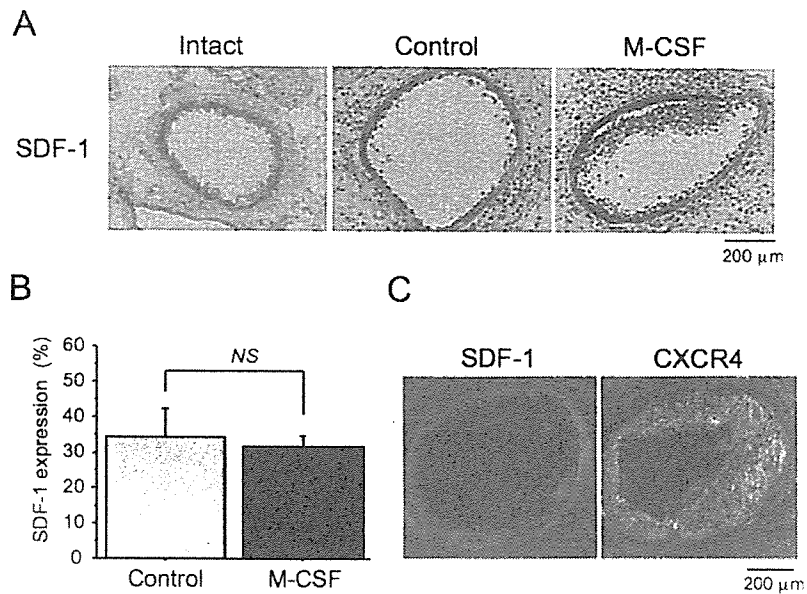 A
Intact Control M-CSF
SDF-1
200 μm
B
SDF-1 expression (%)
60
50
40
30
20
10
0
NS
Control M-CSF
C
SDF-1 CXCR4
200 μm